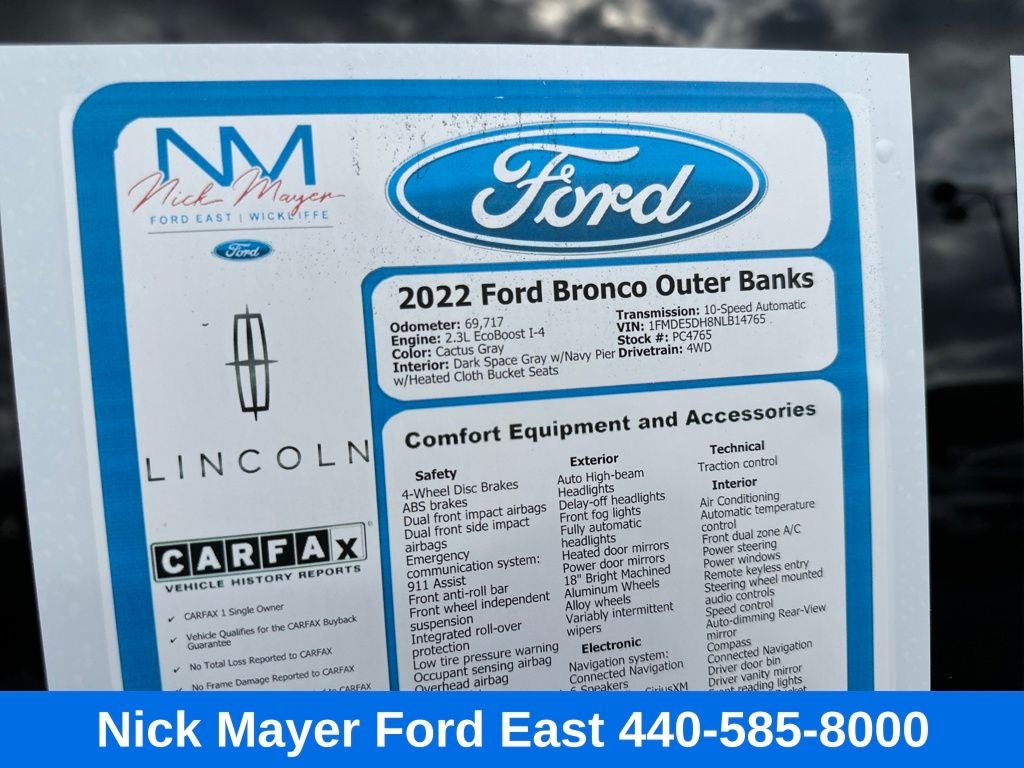 NM
Nick Mayer
FORD EAST | WICKLIFFE
Ford
Ford
LINCOLN
CARFAX
VEHICLE HISTORY REPORTS
✓ CARFAX 1 Single Owner
✓ Vehicle Qualifies for the CARFAX Buyback
Guarantee
✓ No Total Loss Reported to CARFAX
✓ No Frame Damage Reported to CARFAX
to CARFAX
2022 Ford Bronco Outer Banks
Odometer: 69,717
Engine: 2.3L EcoBoost I-4
Color: Cactus Gray
Interior: Dark Space Gray w/Navy Pier
w/Heated Cloth Bucket Seats
Transmission: 10-Speed Automatic
VIN: 1FMDE5DH8NLB14765
Stock #: PC4765
Drivetrain: 4WD
Comfort Equipment and Accessories
Safety
4-Wheel Disc Brakes
ABS brakes
Dual front impact airbags
Dual front side impact
airbags
Emergency
communication system:
911 Assist
Front anti-roll bar
Front wheel independent
suspension
Integrated roll-over
protection
Low tire pressure warning
Occupant sensing airbag
Overhead airbag
Exterior
Auto High-beam
Headlights
Delay-off headlights
Front fog lights
Fully automatic
headlights
Heated door mirrors
Power door mirrors
18" Bright Machined
Aluminum Wheels
Alloy wheels
Variably intermittent
wipers
Electronic
Navigation system:
Connected Navigation
6 Speakers
SiriusXM
Technical
Traction control
Interior
Air Conditioning
Automatic temperature
control
Front dual zone A/C
Power steering
Power windows
Remote keyless entry
Steering wheel mounted
audio controls
Speed control
Auto-dimming Rear-View
mirror
Compass
Connected Navigation
Driver door bin
Driver vanity mirror
Front reading lights
Nick Mayer Ford East 440-585-8000